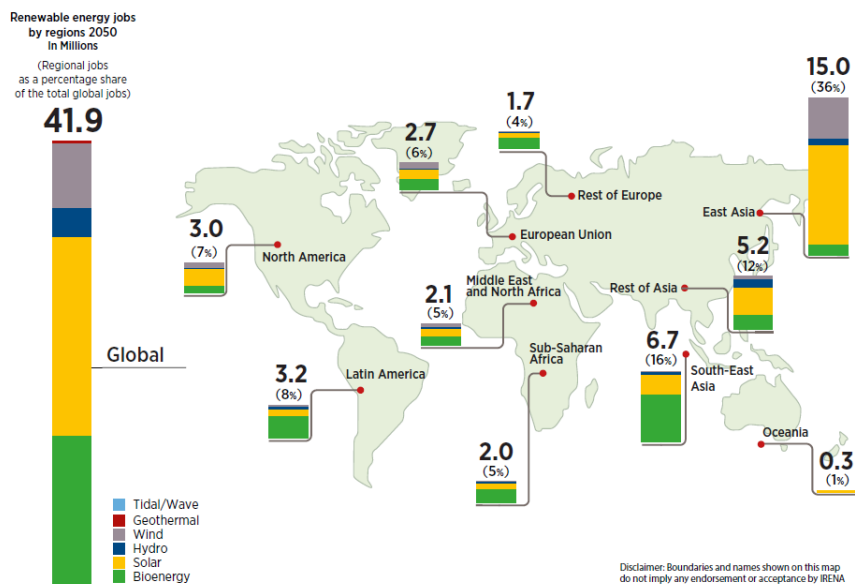 Renewable energy jobs
by regions 2050
In Millions
(Regional jobs
as a percentage share
of the total global jobs)
41.9
Global
Tidal/Wave
Geothermal
Wind
Hydro
Solar
Bioenergy
3.0
(7%)
North America
2.7
(6%)
European Union
1.7
(4%)
Rest of Europe
15.0
(36%)
East Asia
5.2
(12%)
Rest of Asia
2.1
(5%)
Middle East
and North Africa
6.7
(16%)
South-East
Asia
3.2
(8%)
Latin America
2.0
(5%)
Sub-Saharan
Africa
Oceania
0.3
(1%)
Disclaimer: Boundaries and names shown on this map
do not imply any endorsement or acceptance by IRENA